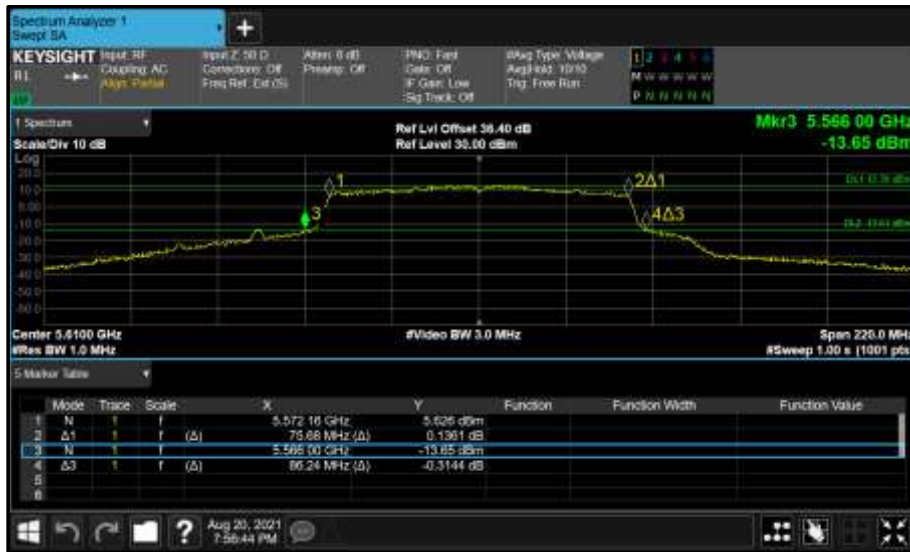 Spectrum Analyzer 1
Swept SA
+
KEYSIGHT
Input: RF
Coupling: AC
Align: Partial
Input Z: 50 Ω
Corrections: Off
Freq Ref: Ext (S)
Atten: 6 dB
Preamp: Off
PNO: Fast
Gate: Off
IF Gain: Low
Sig Track: Off
#Avg Type: Voltage
Avg|Hold: 10/10
Trig: Free Run
1 2 3 4 5 6
M W W W W W
P N N N N N
1 Spectrum
Scale/Div 10 dB
Ref Lvl Offset 36.40 dB
Ref Level 30.00 dBm
Mkr3 5.566 00 GHz
-13.65 dBm
Log
20.0
10.0
0.00
-10.0
-20.0
-30.0
-40.0
-50.0
-60.0
1
2Δ1
3
4Δ3
Center 5.6100 GHz
#Res BW 1.0 MHz
#Video BW 3.0 MHz
Span 220.0 MHz
#Sweep 1.00 s (1001 pts
5 Marker Table
Mode Trace Scale X Y Function Function Width Function Value
1 N 1 f 5.572 16 GHz 5.626 dBm
2 Δ1 1 f (Δ) 75.68 MHz (Δ) 0.1361 dB
3 N 1 f 5.566 00 GHz -13.65 dBm
4 Δ3 1 f (Δ) 86.24 MHz (Δ) -0.3144 dB
5
6
?
Aug 20, 2021
7:56:44 PM